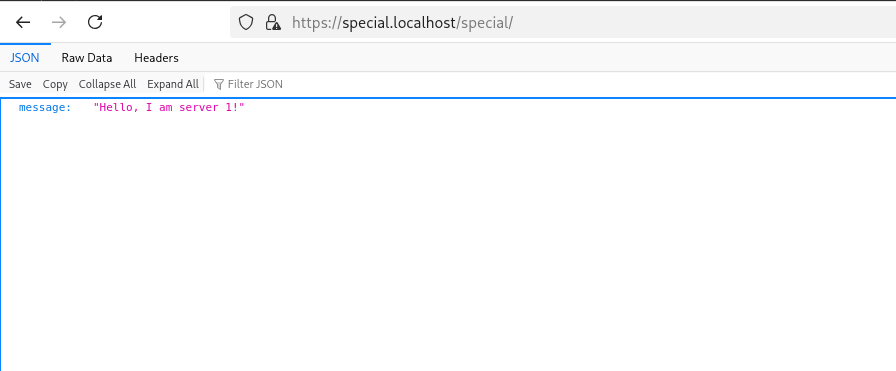 https://special.localhost/special/
JSON Raw Data Headers
Save Copy Collapse All Expand All Filter JSON
message: "Hello, I am server 1!"